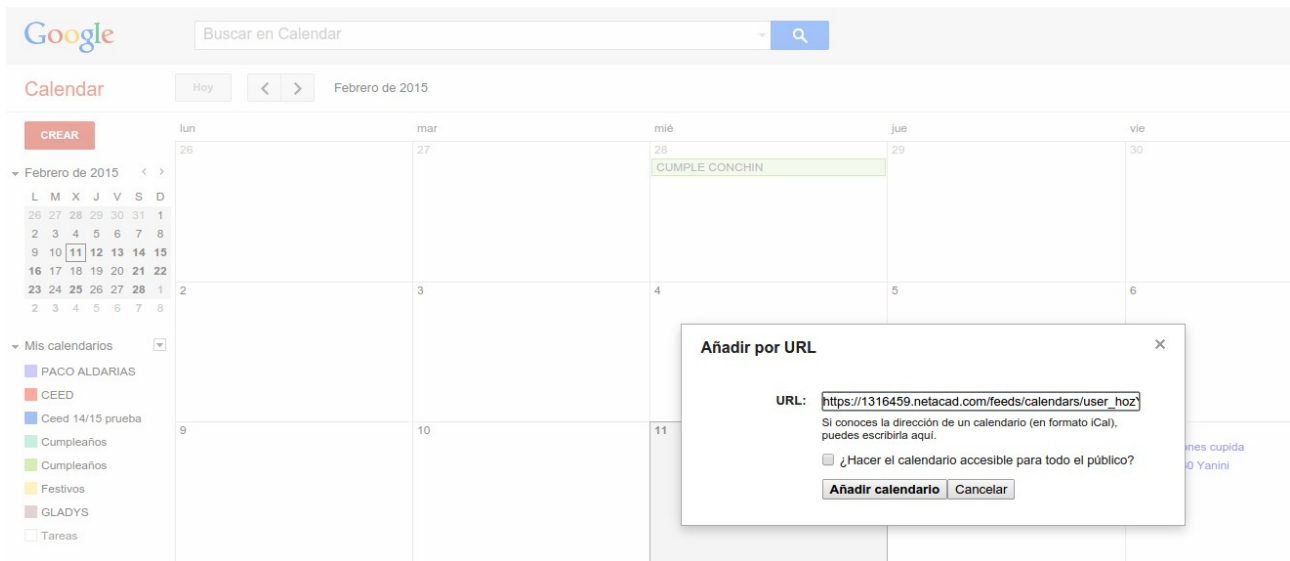 Google
Buscar en Calendar
Calendar
Hoy
Febrero de 2015
CREAR
Febrero de 2015
L M X J V S D
26 27 28 29 30 31 1
2 3 4 5 6 7 8
9 10 11 12 13 14 15
16 17 18 19 20 21 22
23 24 25 26 27 28 1
2 3 4 5 6 7 8
Mis calendarios
PACO ALDARIAS
CEED
Ceed 14/15 prueba
Cumpleaños
Cumpleaños
Festivos
GLADYS
Tareas
lun mar mié jue vie
26 27 28 29 30
CUMPLE CONCHIN
2 3 4 5 6
9 10 11
cupida
Yanini
Añadir por URL
URL: https://1316459.netacad.com/feeds/calendars/user_hoz
Si conoces la dirección de un calendario (en formato iCal),
puedes escribirla aquí.
¿Hacer el calendario accesible para todo el público?
Añadir calendario Cancelar